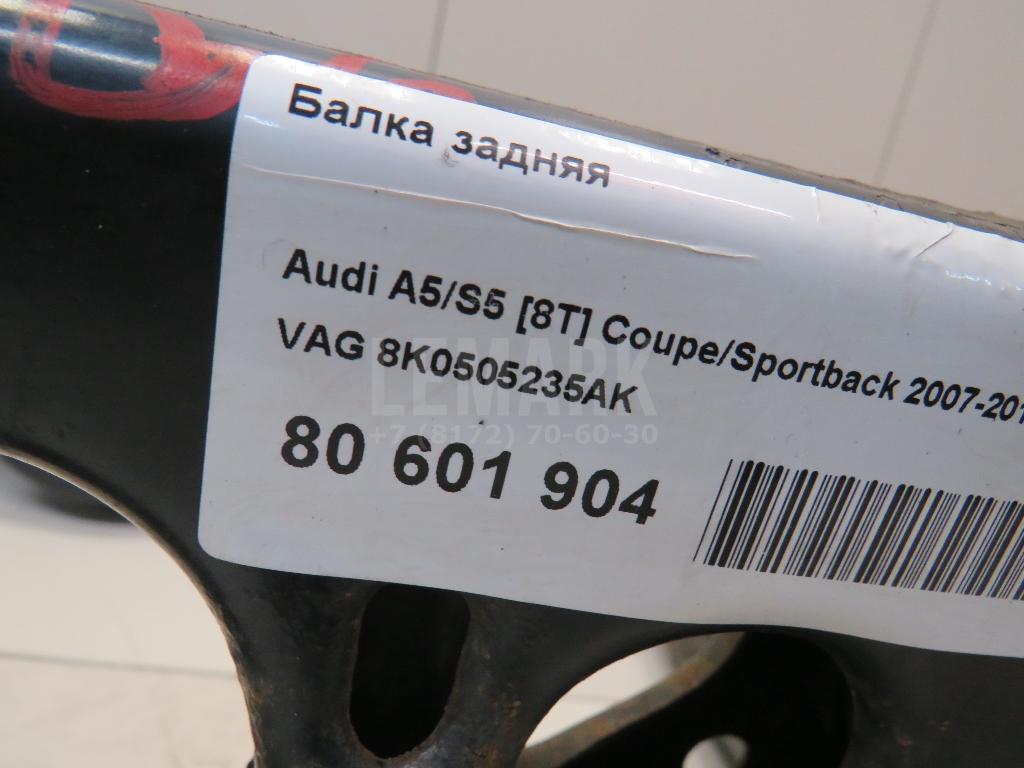 Балка задняя
Audi A5/S5 [8T] Coupe/Sportback 2007-201
VAG 8K0505235AK
LEMARK
+7 (8172) 70-60-30
80 601 904